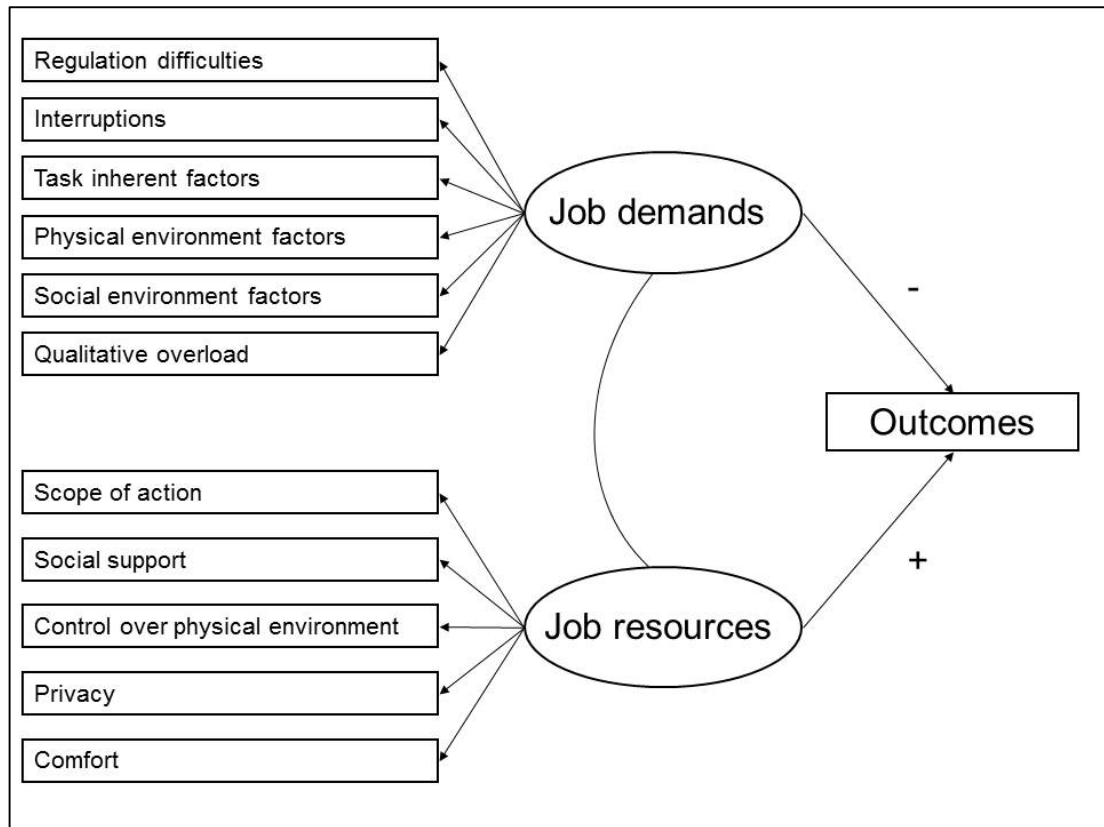 Regulation difficulties
Interruptions
Task inherent factors
Physical environment factors
Social environment factors
Qualitative overload
Job demands
-
Outcomes
Scope of action
Social support
Control over physical environment
Privacy
Comfort
Job resources
+